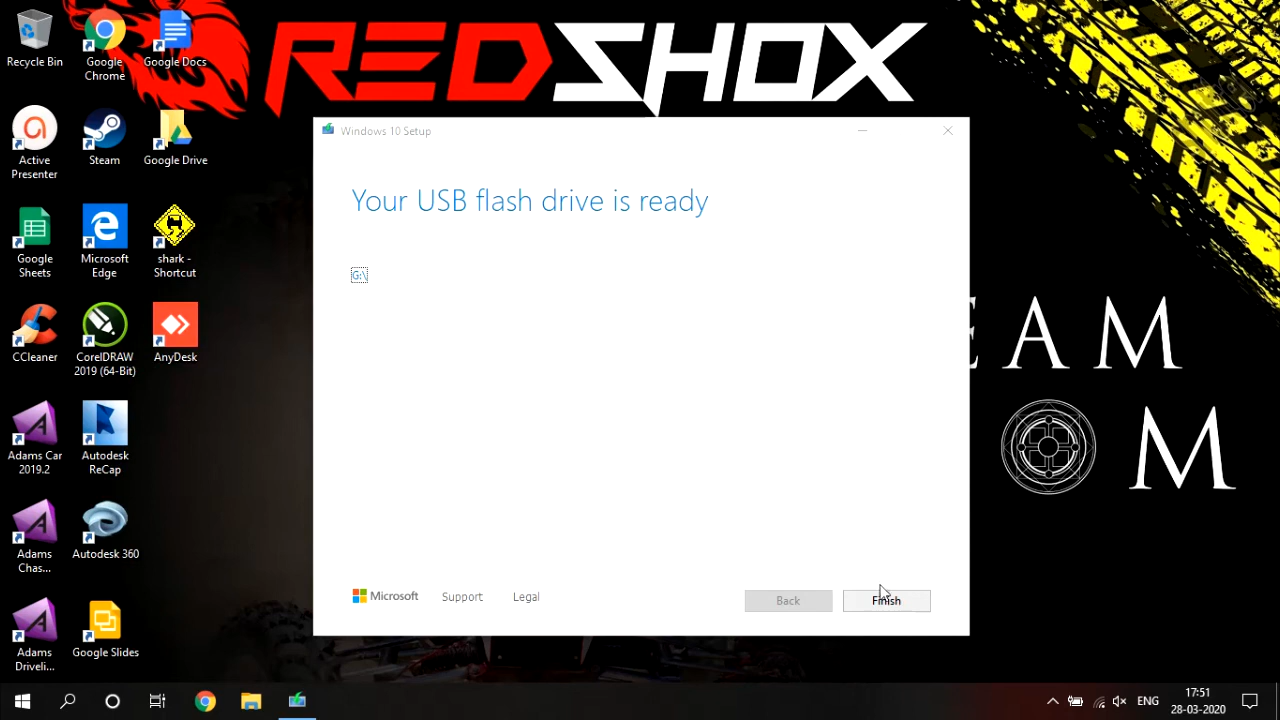 REDSHOX
Recycle Bin
Google
Chrome
Google Docs
Active
Presenter
Steam
Google Drive
Google
Sheets
Microsoft
Edge
shark -
Shortcut
CCleaner
CorelDRAW
2019 (64-Bit)
AnyDesk
Adams Car
2019.2
Autodesk
ReCap
Adams
Chas...
Autodesk 360
Adams
Driveli...
Google Slides
Windows 10 Setup
Your USB flash drive is ready
G:\
Microsoft
Support
Legal
Back
Finish
EAM
M
ENG
17:51
28-03-2020